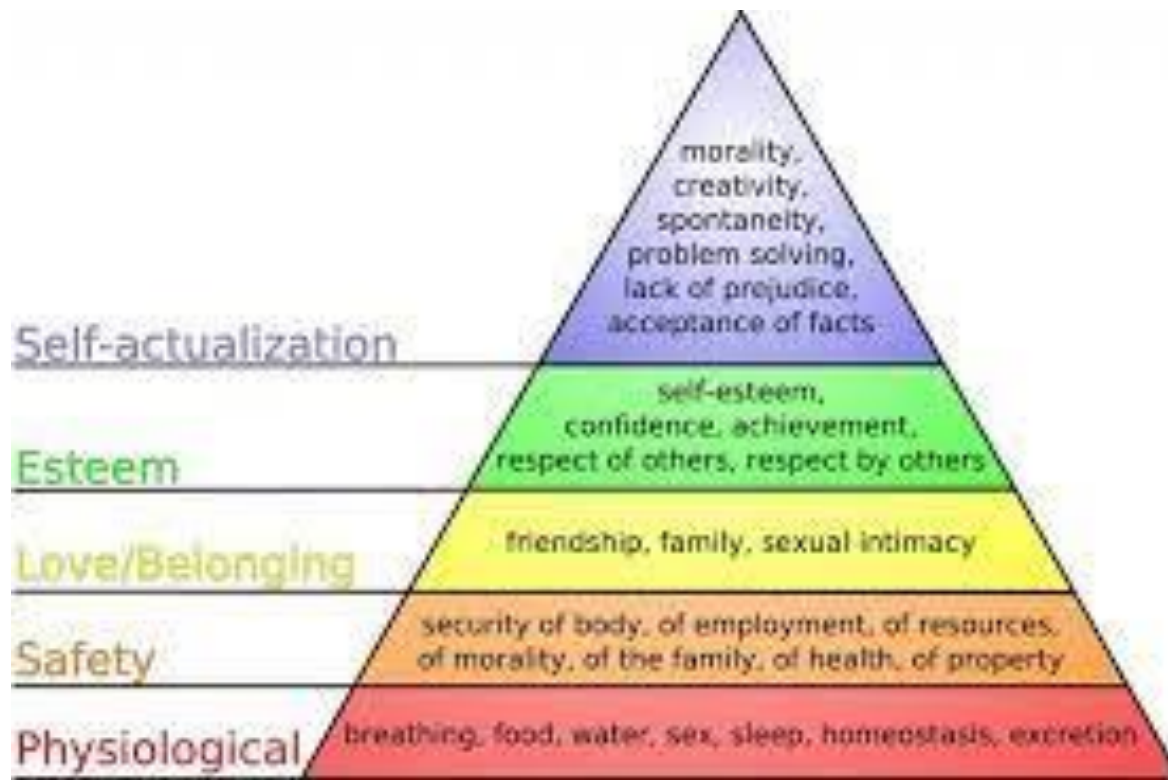 morality,
creativity,
spontaneity,
problem solving,
lack of prejudice,
acceptance of facts
Self-actualization
self-esteem,
confidence, achievement,
respect of others, respect by others
Esteem
friendship, family, sexual intimacy
Love/Belonging
security of body, of employment, of resources,
of morality, of the family, of health, of property
Safety
breathing, food, water, sex, sleep, homeostasis, excretion
Physiological